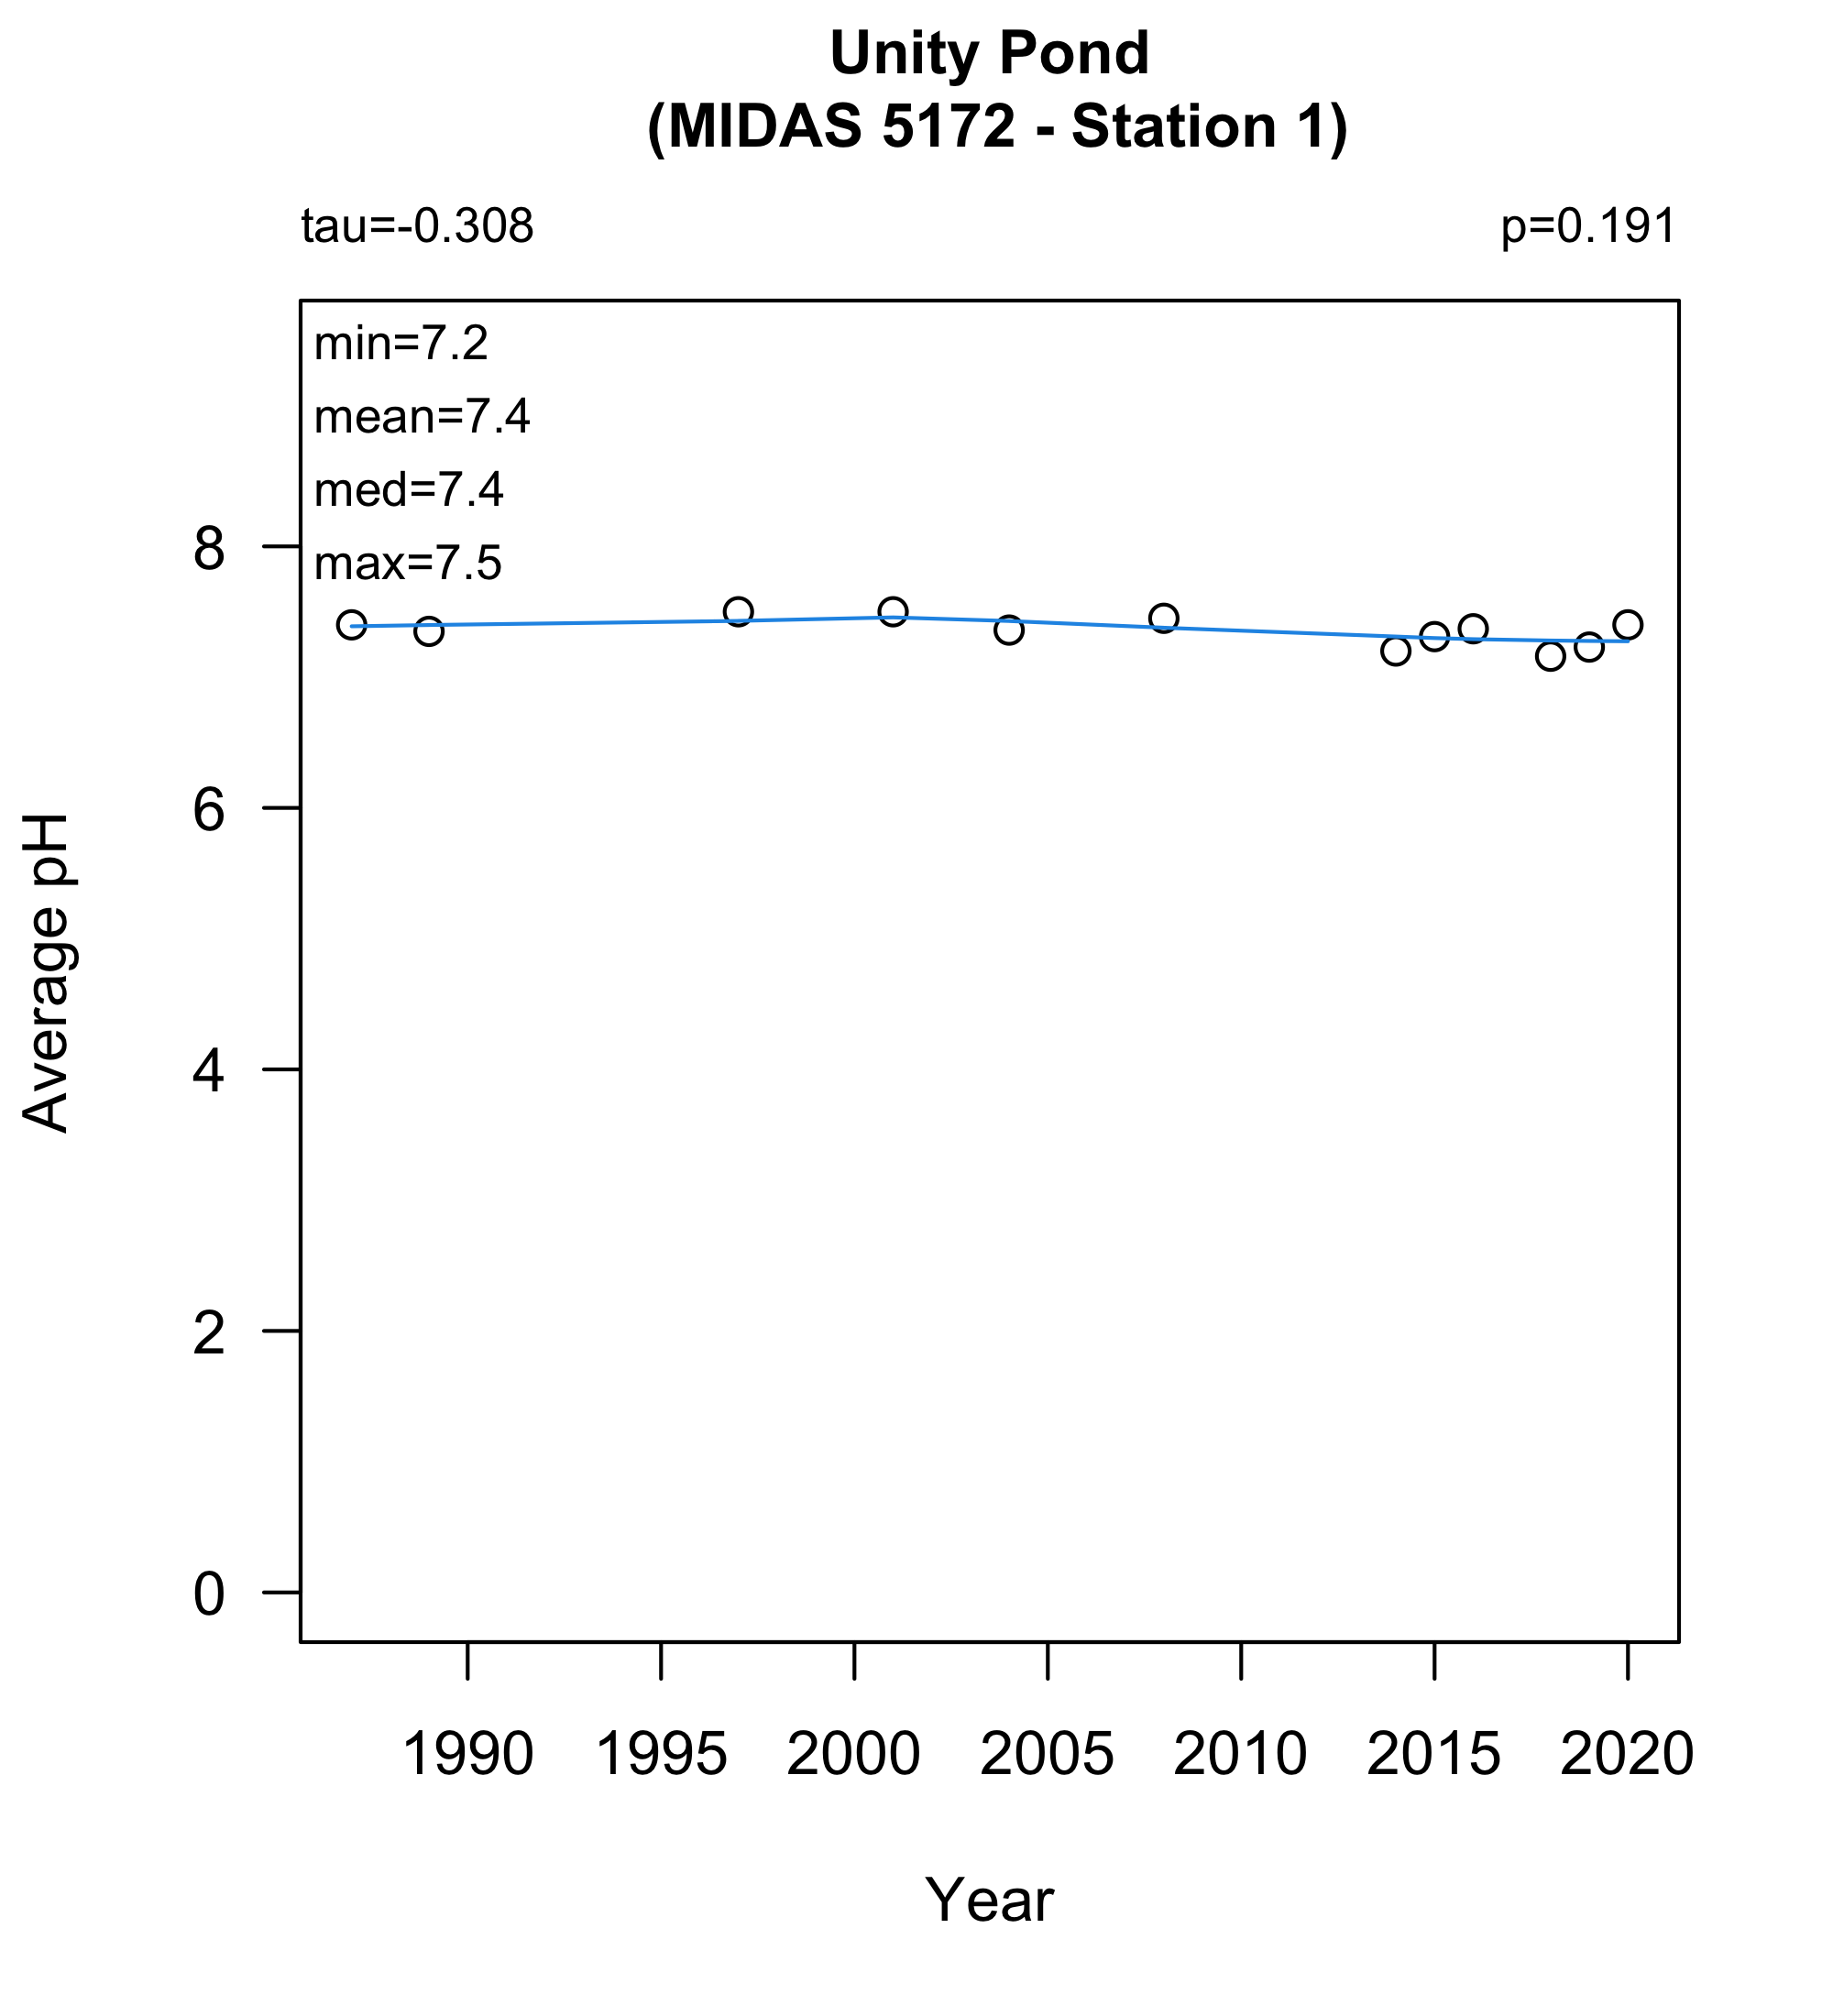 Unity Pond
(MIDAS 5172 - Station 1)
tau=-0.308
p=0.191
min=7.2
mean=7.4
med=7.4
max=7.5
8
6
4
2
0
Average pH
1990 1995 2000 2005 2010 2015 2020
Year